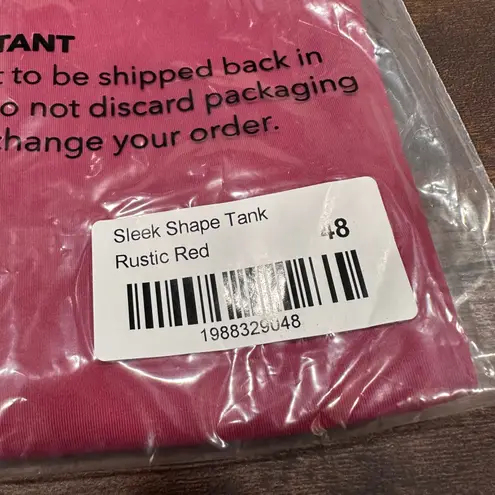 TANT
to be shipped back in
o not discard packaging
change your order.
Sleek Shape Tank
Rustic Red
48
1988329048